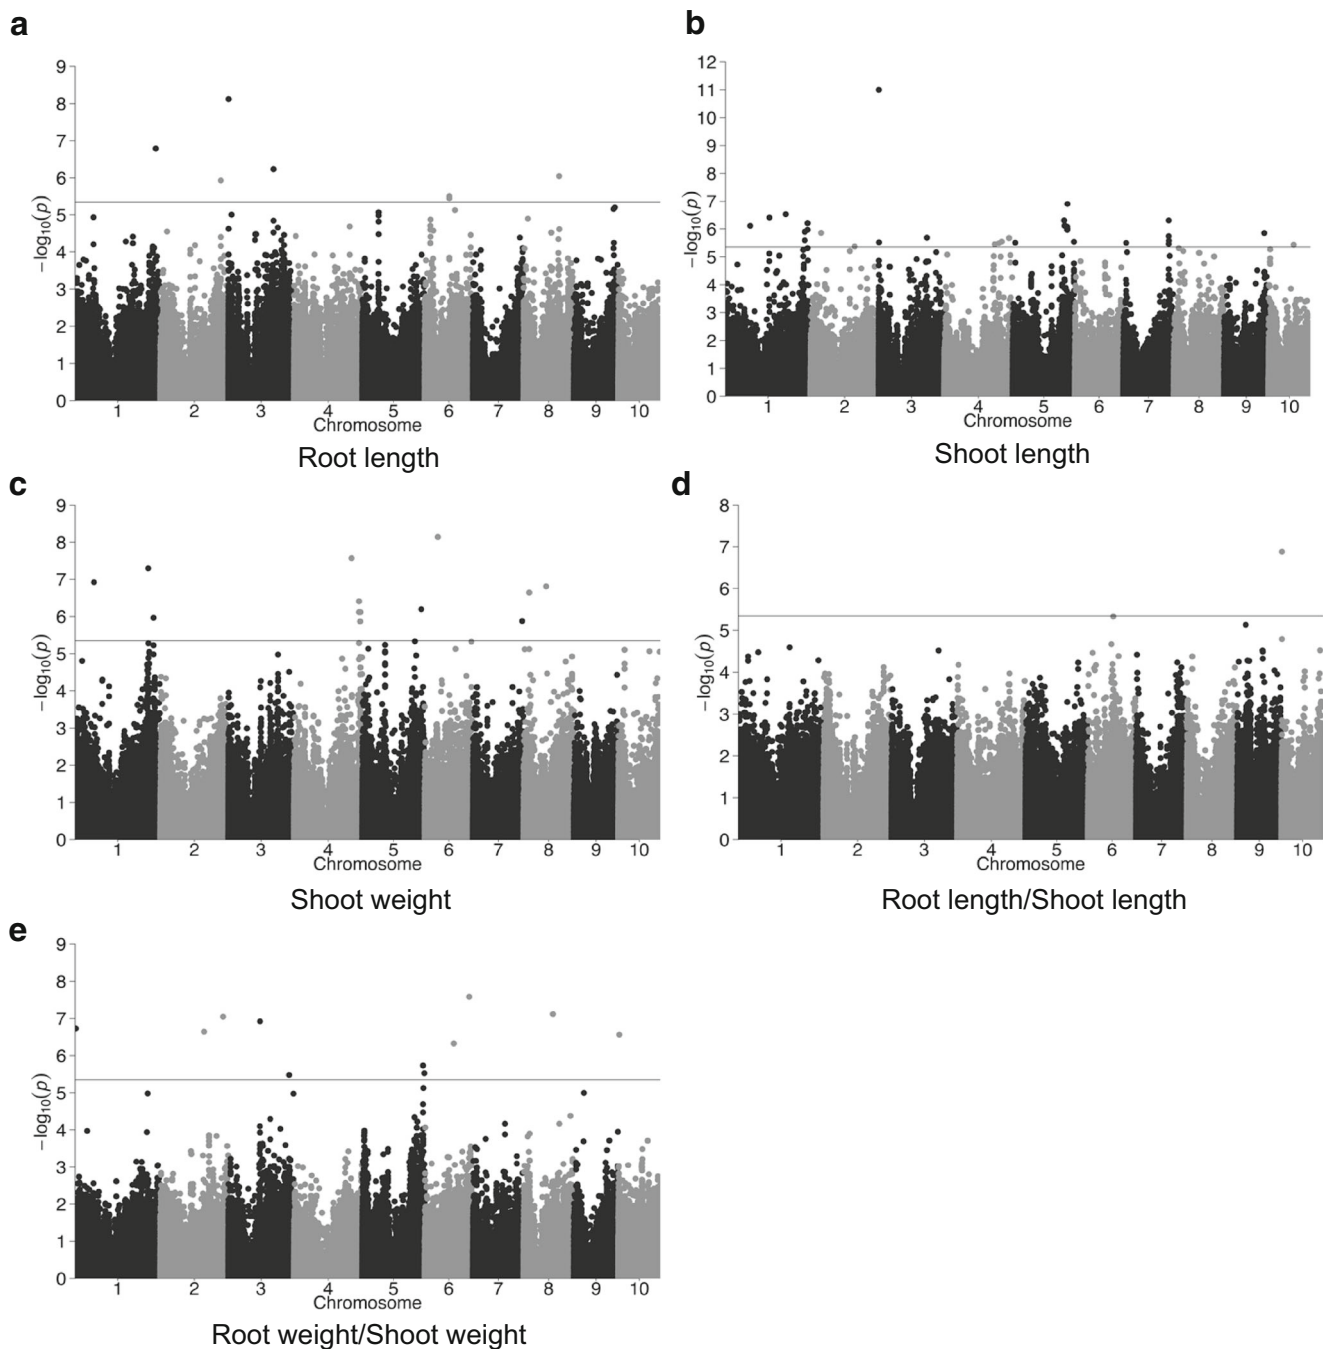 a
9
8
7
6
5
4
3
2
1
0
−log10(p)
1 2 3 4 5 6 7 8 9 10
Chromosome
Root length
b
12
11
10
9
8
7
6
5
4
3
2
1
0
−log10(p)
1 2 3 4 5 6 7 8 9 10
Chromosome
Shoot length
c
9
8
7
6
5
4
3
2
1
0
−log10(p)
1 2 3 4 5 6 7 8 9 10
Chromosome
Shoot weight
d
8
7
6
5
4
3
2
1
0
−log10(p)
1 2 3 4 5 6 7 8 9 10
Chromosome
Root length/Shoot length
e
9
8
7
6
5
4
3
2
1
0
−log10(p)
1 2 3 4 5 6 7 8 9 10
Chromosome
Root weight/Shoot weight